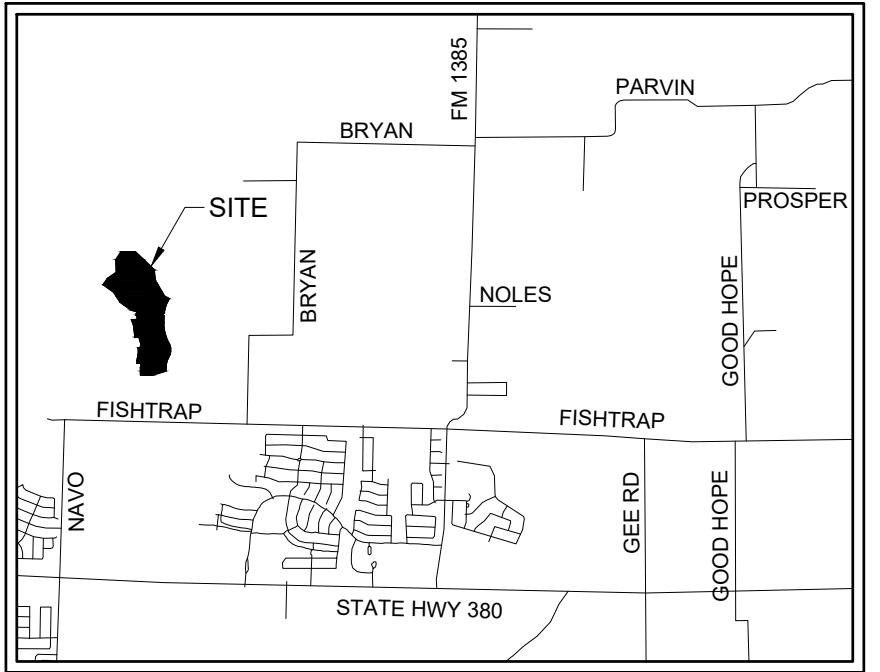 FM 1385
PARVIN
BRYAN
PROSPER
SITE
BRYAN
NOLES
GOOD HOPE
FISHTRAP
FISHTRAP
NAVO
GEE RD
GOOD HOPE
STATE HWY 380